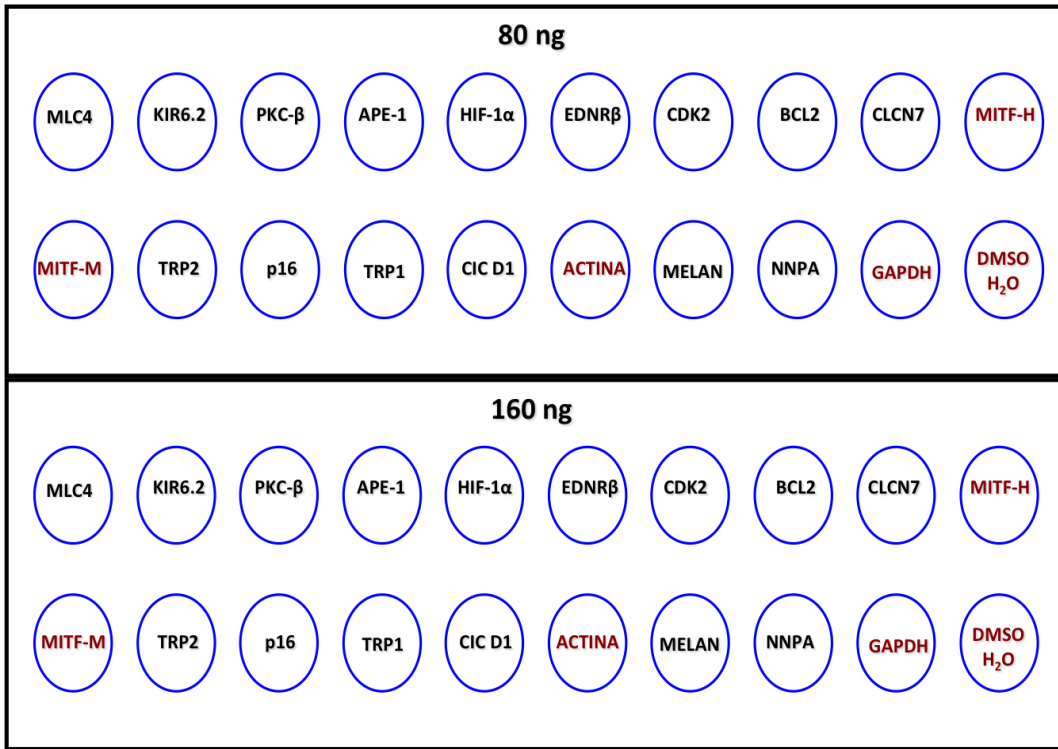 80 ng
MLC4 KIR6.2 PKC-β APE-1 HIF-1α EDNRβ CDK2 BCL2 CLCN7 MITF-H
MITF-M TRP2 p16 TRP1 CIC D1 ACTINA MELAN NNPA GAPDH DMSO
H₂O
160 ng
MLC4 KIR6.2 PKC-β APE-1 HIF-1α EDNRβ CDK2 BCL2 CLCN7 MITF-H
MITF-M TRP2 p16 TRP1 CIC D1 ACTINA MELAN NNPA GAPDH DMSO
H₂O